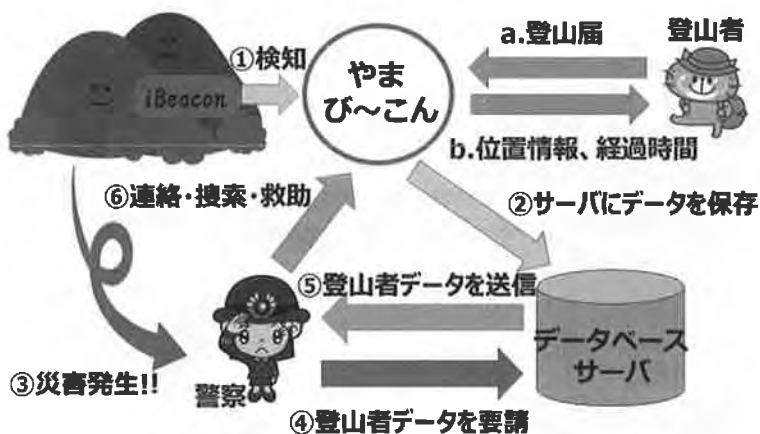 a.登山届
登山者
①検知
やま
び～こん
iBeacon
b.位置情報、経過時間
⑥連絡・捜索・救助
②サーバにデータを保存
⑤登山者データを送信
データベース
サーバ
③災害発生!!
警察
④登山者データを要請